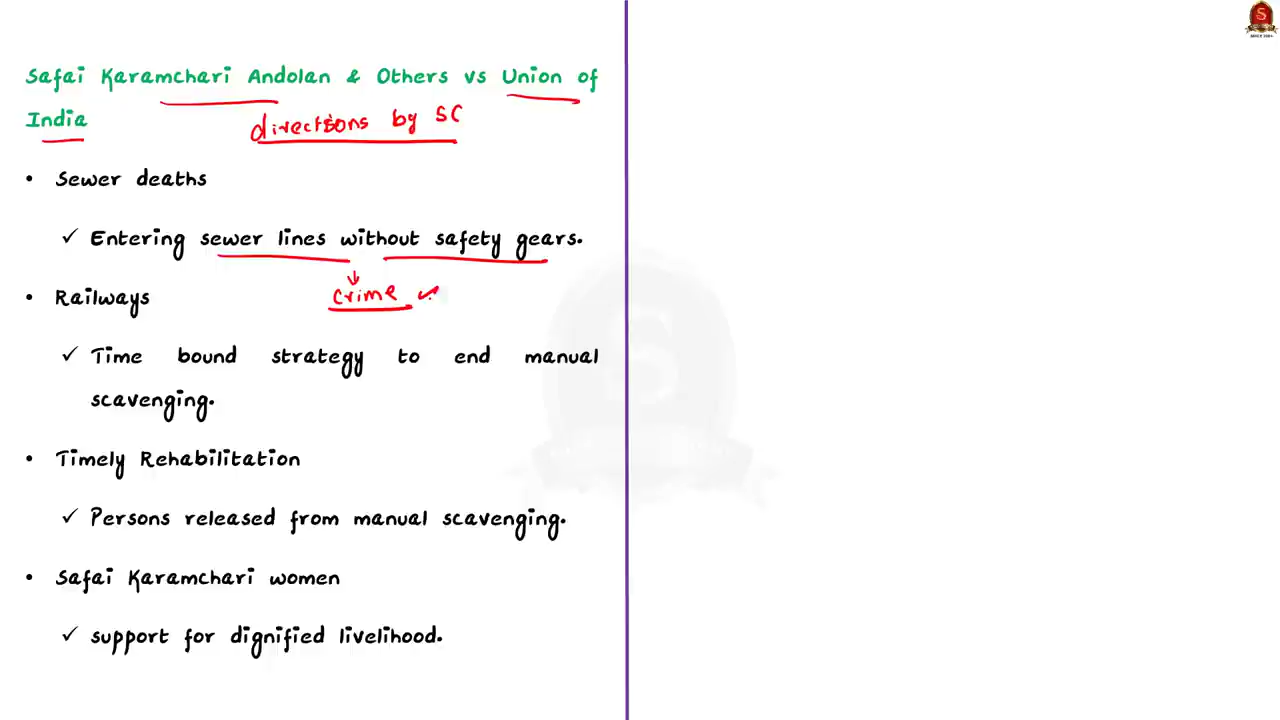 Safai Karamchari Andolan & Others vs Union of
India
directions by SC
• Sewer deaths
✓ Entering sewer lines without safety gears.
crime ✓
• Railways
✓ Time bound strategy to end manual
scavenging.
• Timely Rehabilitation
✓ Persons released from manual scavenging.
• Safai Karamchari women
✓ support for dignified livelihood.
S